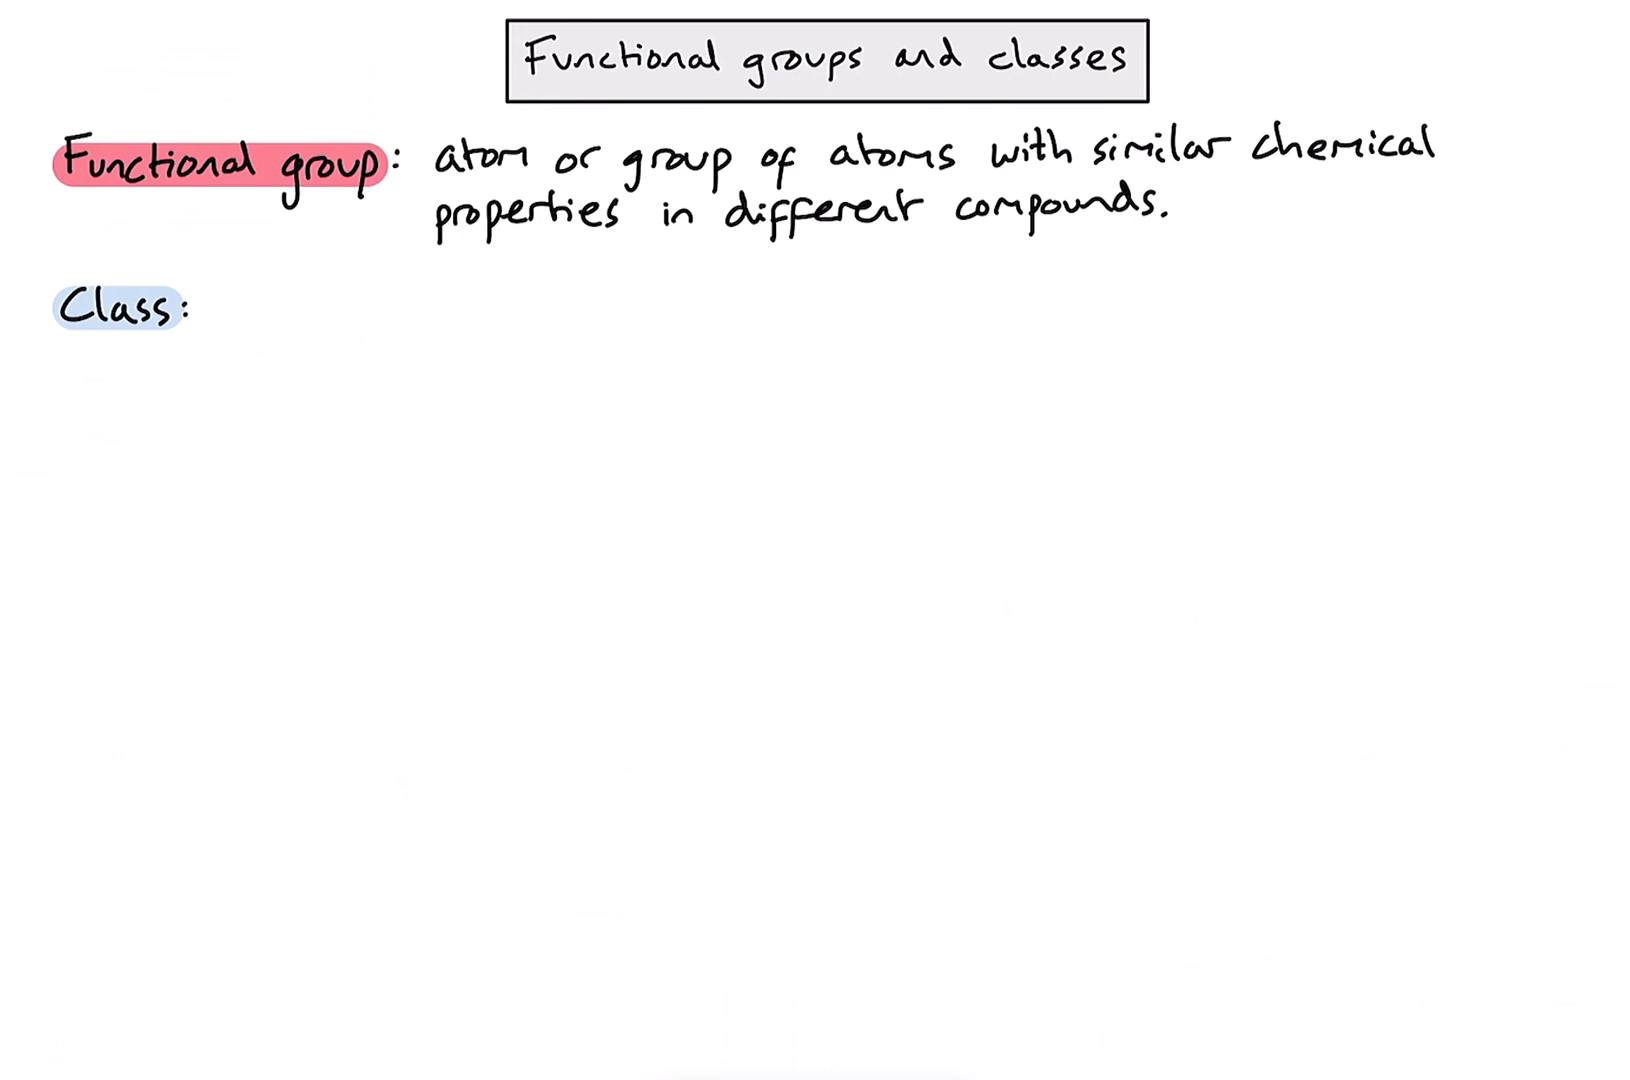 Functional groups and classes
Functional group: atom or group of atoms with similar chemical
properties in different compounds.
Class: